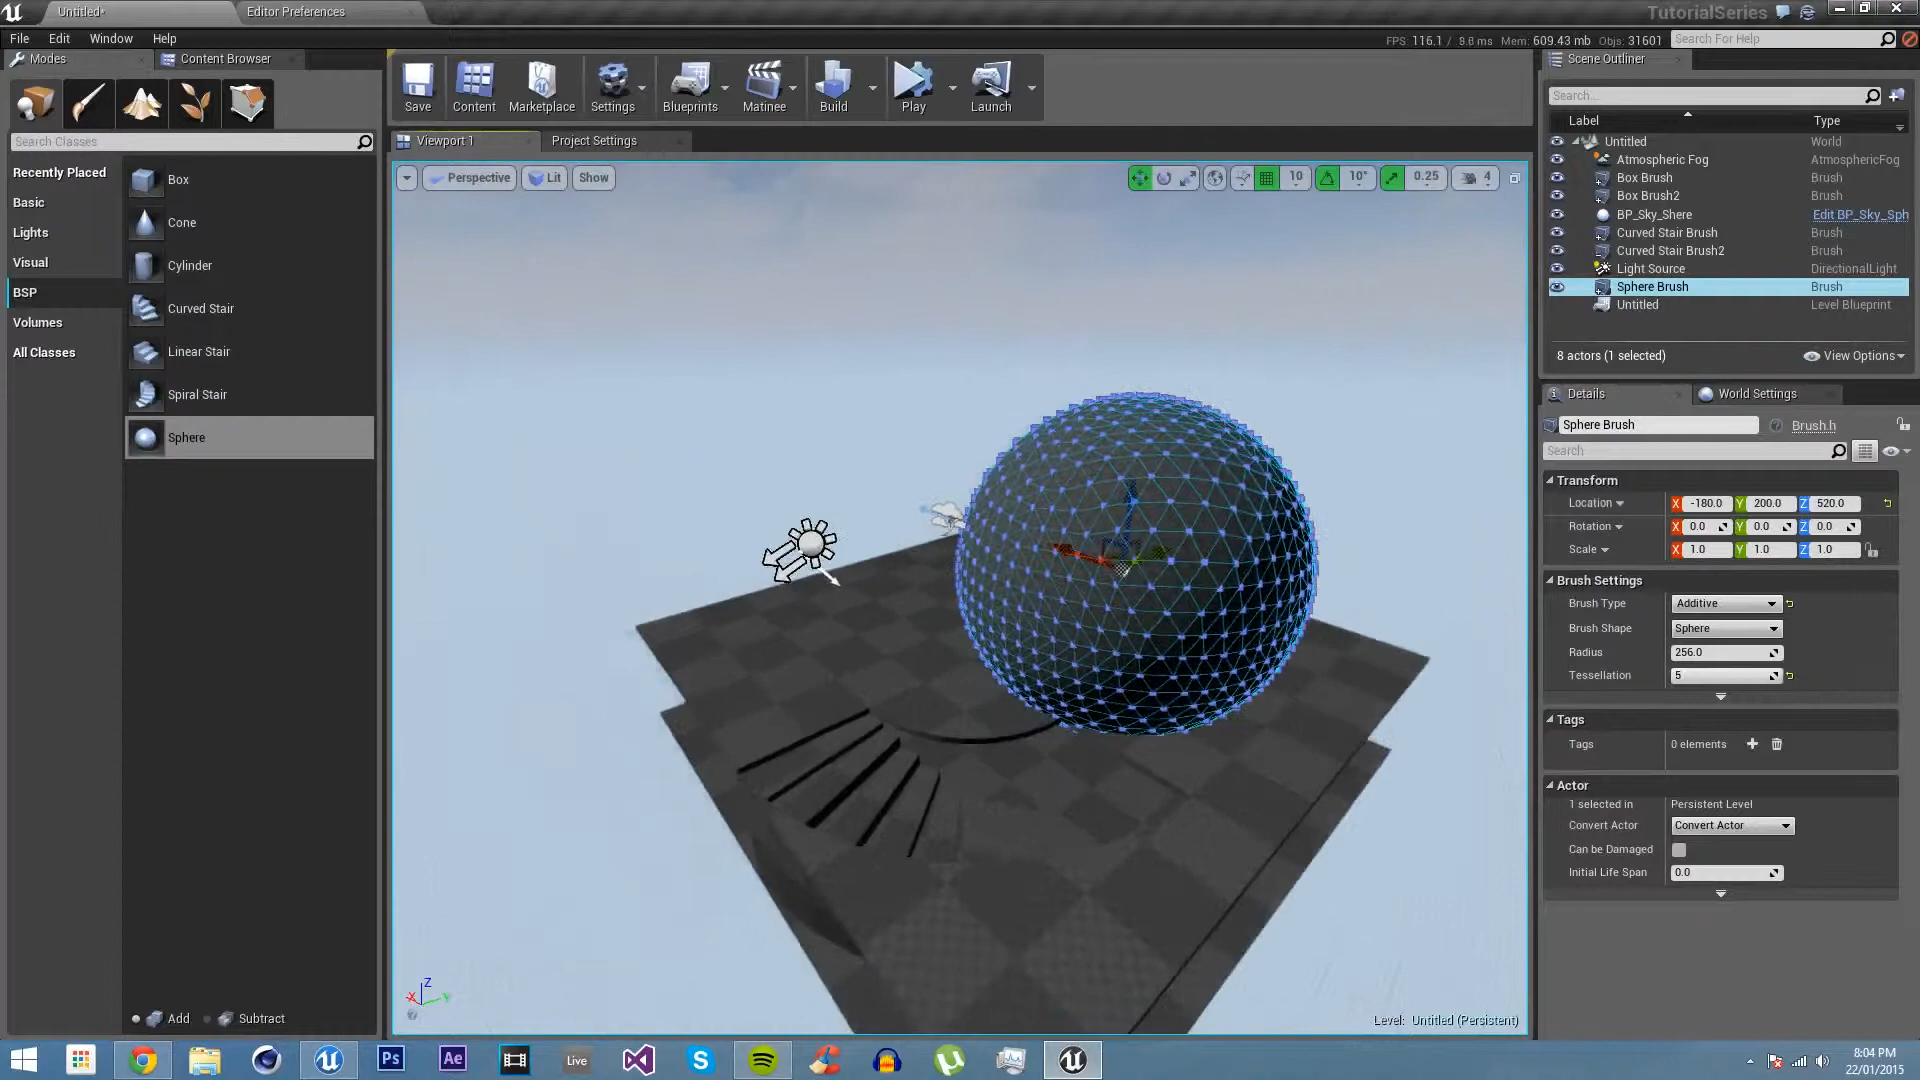 Untitled*
Editor Preferences
TutorialSeries
File Edit Window Help
FPS: 116.1 / 8.6 ms Mem: 609.43 mb Objs: 31601
Search For Help
Modes
Content Browser
Search Classes
Recently Placed
Basic
Lights
Visual
BSP
Volumes
All Classes
Box
Cone
Cylinder
Curved Stair
Linear Stair
Spiral Stair
Sphere
Add
Subtract
Save
Content
Marketplace
Settings
Blueprints
Matinee
Build
Play
Launch
Viewport 1
Project Settings
Perspective
Lit
Show
10
10°
0.25
4
Z
X
Y
Level: Untitled (Persistent)
Scene Outliner
Search...
Label Type
Untitled World
Atmospheric Fog AtmosphericFog
Box Brush Brush
Box Brush2 Brush
BP_Sky_Shere Edit BP_Sky_Sph
Curved Stair Brush Brush
Curved Stair Brush2 Brush
Light Source DirectionalLight
Sphere Brush Brush
Untitled Level Blueprint
8 actors (1 selected)
View Options
Details
World Settings
Sphere Brush
Brush.h
Search
Transform
Location X -180.0 Y 200.0 Z 520.0
Rotation X 0.0 Y 0.0 Z 0.0
Scale X 1.0 Y 1.0 Z 1.0
Brush Settings
Brush Type Additive
Brush Shape Sphere
Radius 256.0
Tessellation 5
Tags
Tags 0 elements
Actor
1 selected in Persistent Level
Convert Actor Convert Actor
Can be Damaged
Initial Life Span 0.0
Ps
Ae
Live
8:04 PM
22/01/2015